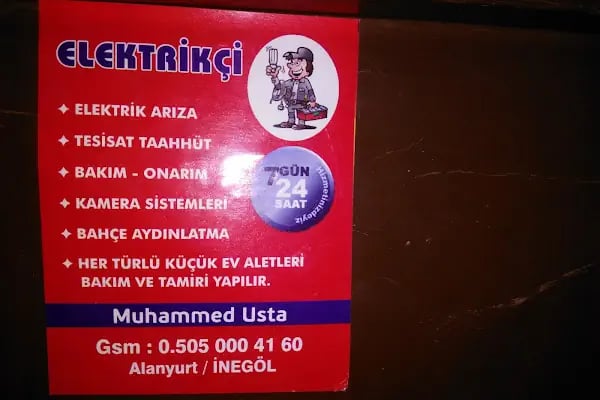 ELEKTRİKÇİ
✦ ELEKTRİK ARIZA
✦ TESİSAT TAAHHÜT
✦ BAKIM - ONARIM
✦ KAMERA SİSTEMLERİ
✦ BAHÇE AYDINLATMA
✦ HER TÜRLÜ KÜÇÜK EV ALETLERİ
BAKIM VE TAMİRİ YAPILIR.
7 GÜN
24
SAAT
Hizmetinizdeyiz
Muhammed Usta
Gsm : 0.505 000 41 60
Alanyurt / İNEGÖL